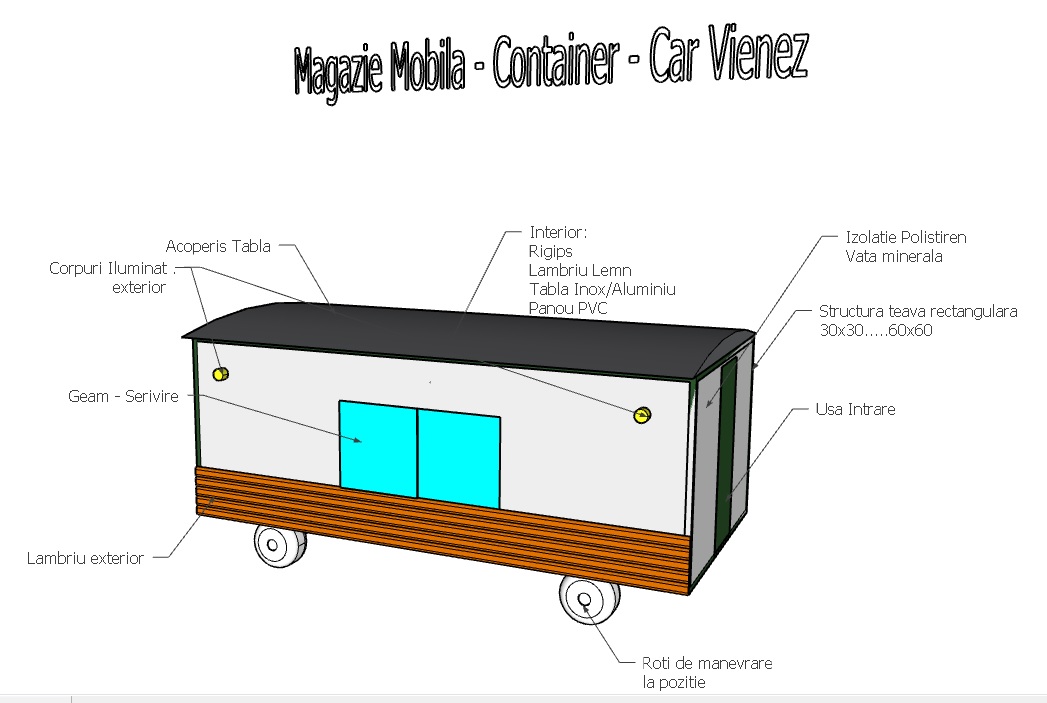 Magazie Mobila - Container - Car Vienez
Acoperis Tabla
Corpuri Iluminat .
exterior
Interior:
Rigips
Lambriu Lemn
Tabla Inox/Aluminiu
Panou PVC
Izolatie Polistiren
Vata minerala
Structura teava rectangulara
30x30.....60x60
Geam - Serivire
Usa Intrare
Lambriu exterior
Roti de manevrare
la pozitie